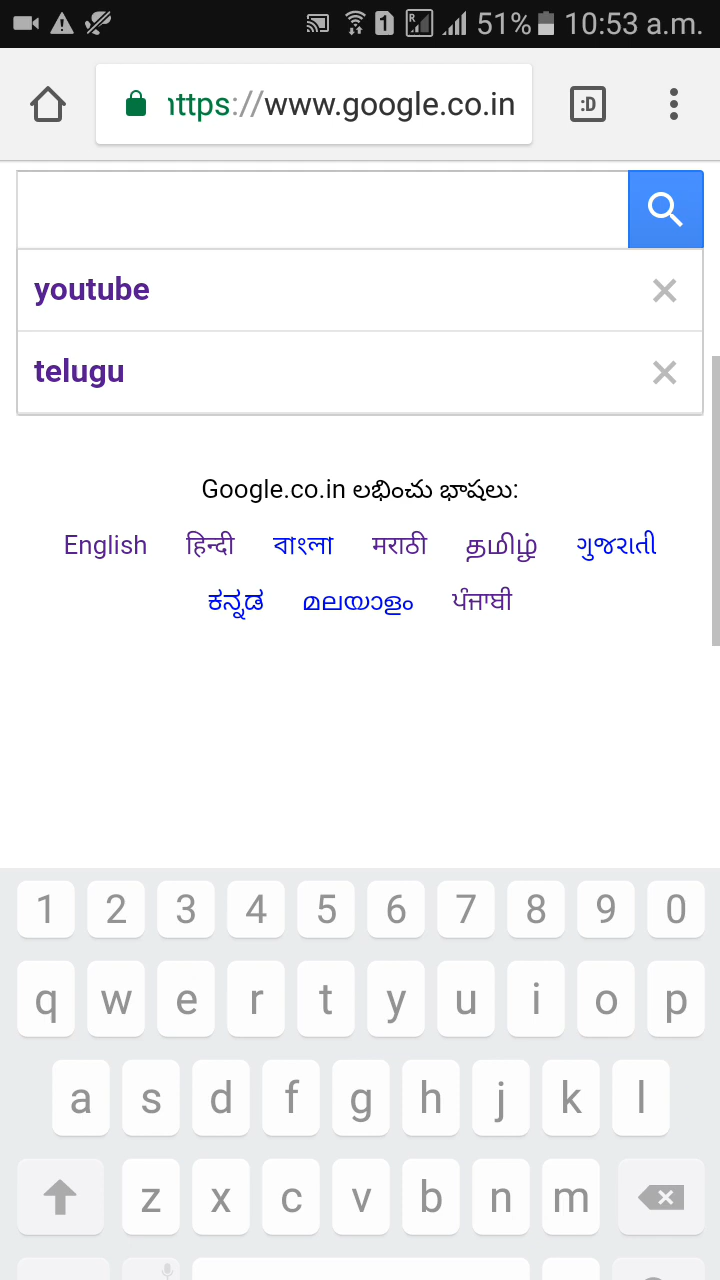 1 R 51% 10:53 a.m.
https://www.google.co.in :D
youtube
telugu
Google.co.in లభించు భాషలు:
English हिन्दी বাংলা मराठी தமிழ் ગુજરાતી
ಕನ್ನಡ മലയാളം ਪੰਜਾਬੀ
1 2 3 4 5 6 7 8 9 0
q w e r t y u i o p
a s d f g h j k l
z x c v b n m